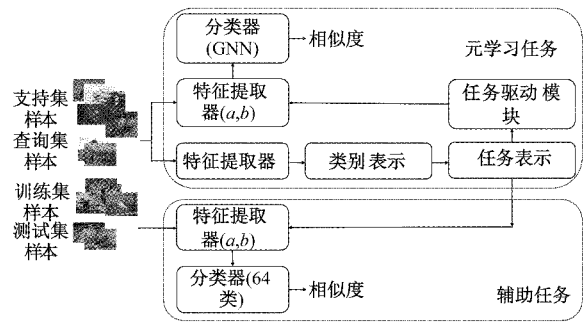 分类器
(GNN)
相似度
元学习任务
支持集
样本
特征提取
器(a,b)
任务驱动 模
块
查询集
样本
特征提取器
类别 表示
任务表示
训练集
样本
特征提取
器(a,b)
测试集
样本
分类器(64
类)
相似度
辅助任务